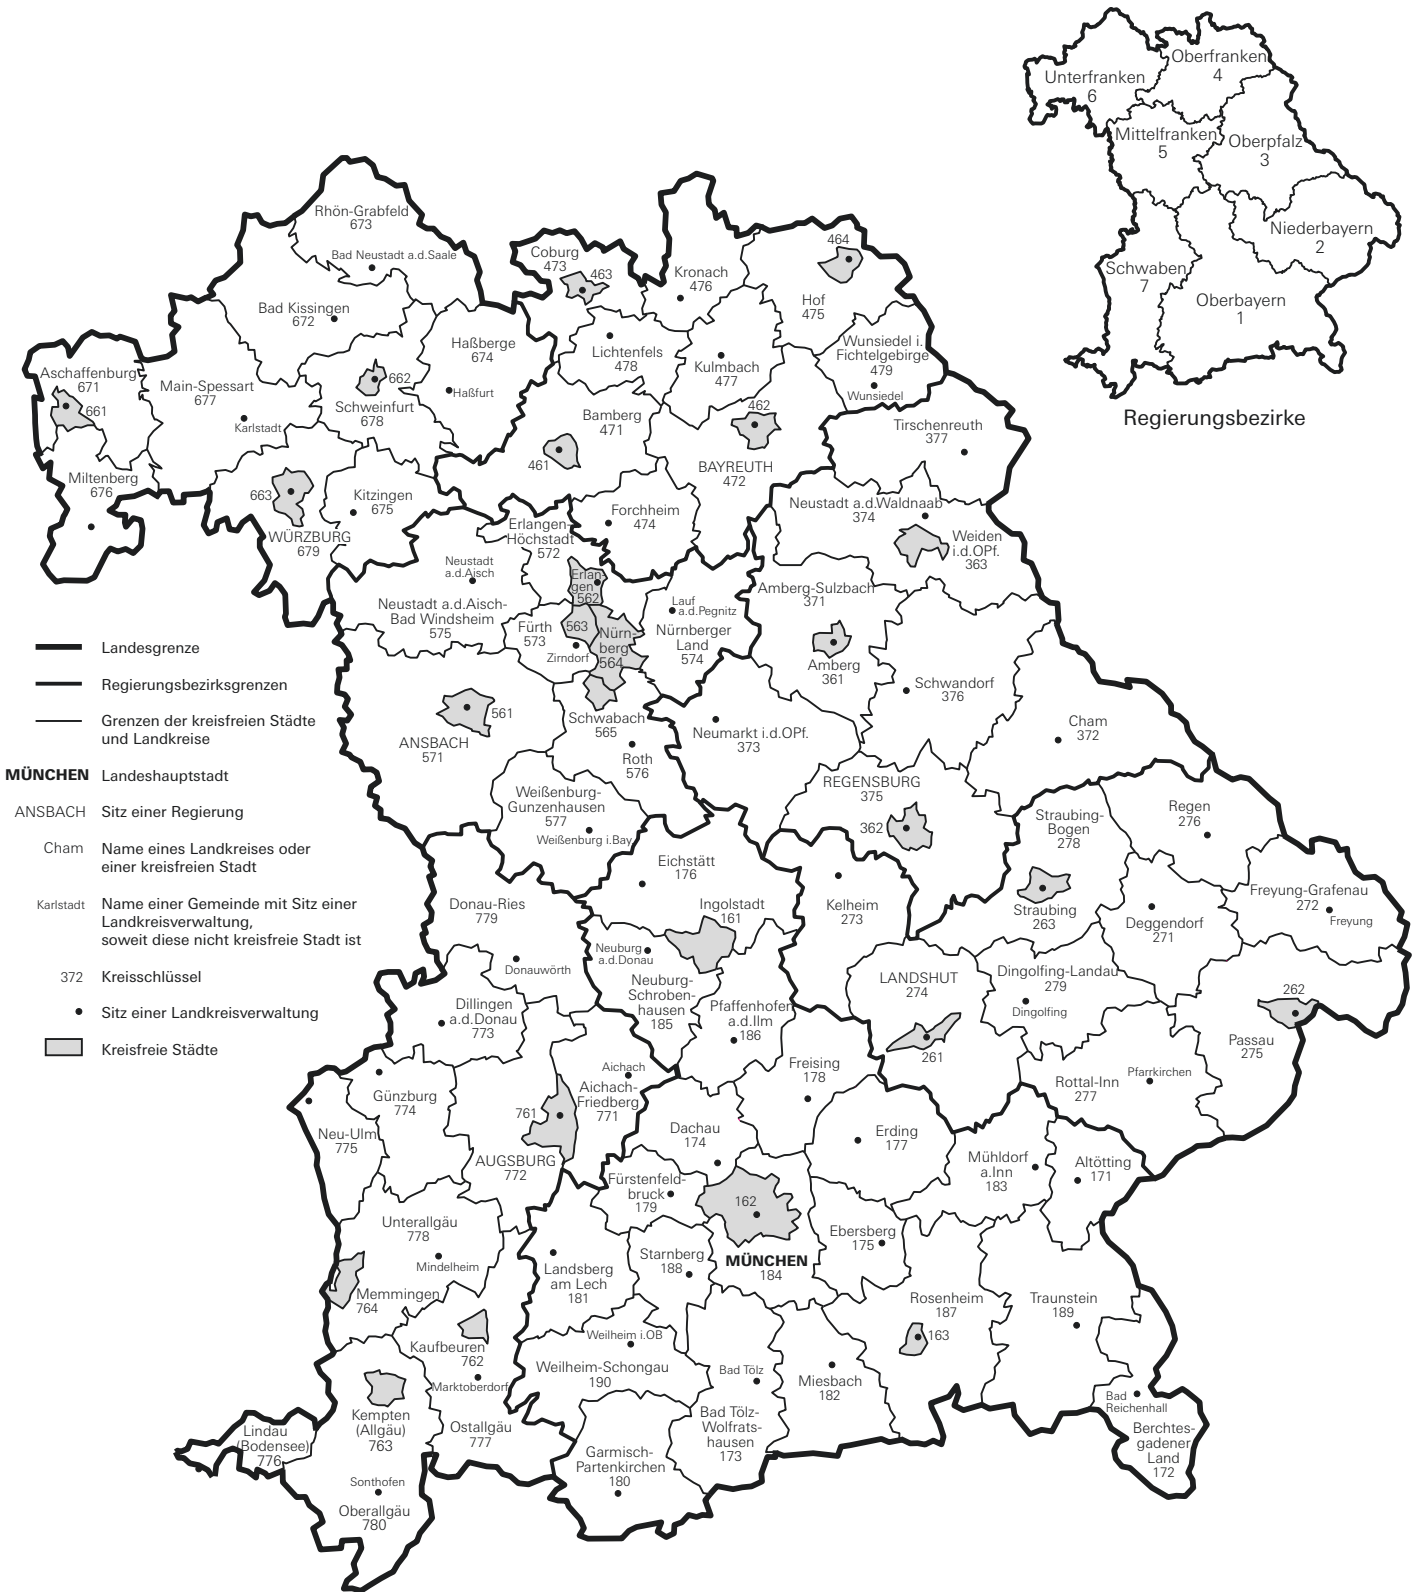 Unterfranken
6
Oberfranken
4
Mittelfranken
5
Oberpfalz
3
Niederbayern
2
Schwaben
7
Oberbayern
1
Regierungsbezirke
Rhön-Grabfeld
673
Bad Neustadt a.d.Saale
Bad Kissingen
672
Coburg
473
463
Kronach
476
464
Hof
475
Haßberge
674
Haßfurt
Lichtenfels
478
Kulmbach
477
Wunsiedel i.
Fichtelgebirge
479
Wunsiedel
Aschaffenburg
671
661
Main-Spessart
677
Karlstadt
662
Schweinfurt
678
Bamberg
471
461
462
BAYREUTH
472
Tirschenreuth
377
Miltenberg
676
663
WÜRZBURG
679
Kitzingen
675
Forchheim
474
Erlangen-
Höchstadt
572
Neustadt a.d.Waldnaab
374
Weiden
i.d.OPf.
363
Neustadt
a.d.Aisch
Neustadt a.d.Aisch-
Bad Windsheim
575
Erlan-
gen
562
Fürth
573
563
Zirndorf
Nürn-
berg
564
Lauf
a.d.Pegnitz
Nürnberger
Land
574
Amberg-Sulzbach
371
Amberg
361
Schwandorf
376
Cham
372
561
ANSBACH
571
Schwabach
565
Roth
576
Neumarkt i.d.OPf.
373
Weißenburg-
Gunzenhausen
577
Weißenburg i.Bay.
REGENSBURG
375
362
Regen
276
Straubing-
Bogen
278
Straubing
263
Eichstätt
176
Ingolstadt
161
Kelheim
273
Deggendorf
271
Freyung-Grafenau
272
Freyung
Donau-Ries
779
Donauwörth
Neuburg
a.d.Donau
Neuburg-
Schroben-
hausen
185
LANDSHUT
274
261
Dingolfing-Landau
279
Dingolfing
262
Passau
275
Dillingen
a.d.Donau
773
Pfaffenhofen
a.d.Ilm
186
Freising
178
Rottal-Inn
277
Pfarrkirchen
Aichach
Aichach-
Friedberg
771
Günzburg
774
Neu-Ulm
775
761
AUGSBURG
772
Dachau
174
Erding
177
Mühldorf
a.Inn
183
Altötting
171
Fürstenfeld-
bruck
179
162
MÜNCHEN
184
Ebersberg
175
Unterallgäu
778
Mindelheim
Memmingen
764
Landsberg
am Lech
181
Starnberg
188
Rosenheim
187
163
Traunstein
189
Kaufbeuren
762
Marktoberdorf
Weilheim i.OB
Weilheim-Schongau
190
Bad Tölz
Bad Tölz-
Wolfrats-
hausen
173
Miesbach
182
Bad
Reichenhall
Berchtes-
gadener
Land
172
Kempten
(Allgäu)
763
Ostallgäu
777
Lindau
(Bodensee)
776
Sonthofen
Oberallgäu
780
Garmisch-
Partenkirchen
180
Landesgrenze
Regierungsbezirksgrenzen
Grenzen der kreisfreien Städte
und Landkreise
MÜNCHEN Landeshauptstadt
ANSBACH Sitz einer Regierung
Cham Name eines Landkreises oder
einer kreisfreien Stadt
Karlstadt Name einer Gemeinde mit Sitz einer
Landkreisverwaltung,
soweit diese nicht kreisfreie Stadt ist
372 Kreisschlüssel
Sitz einer Landkreisverwaltung
Kreisfreie Städte